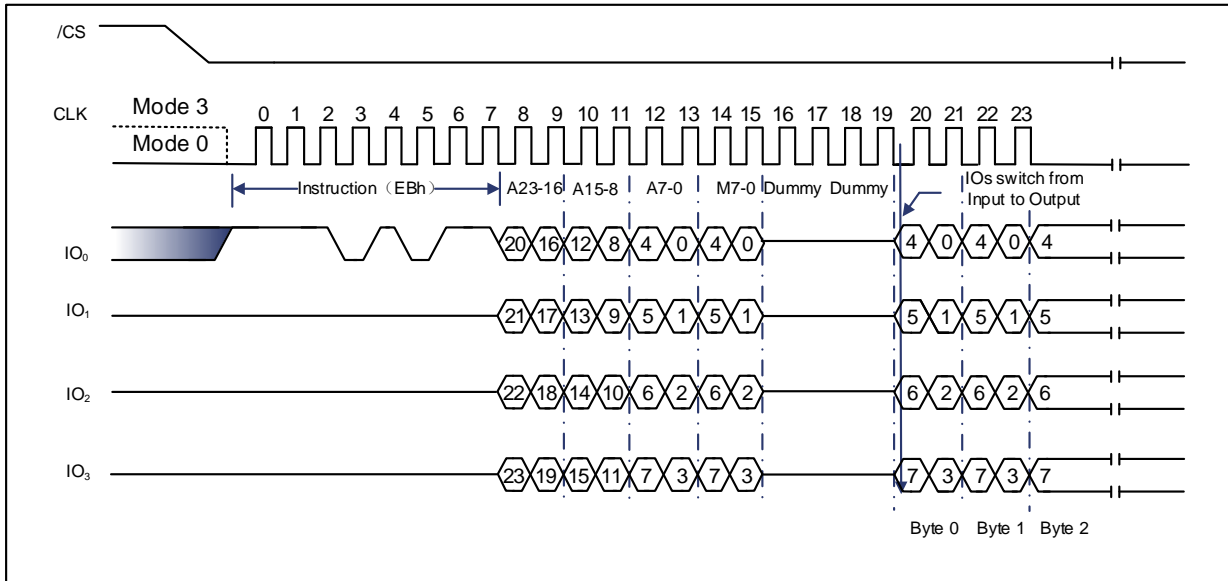 /CS
Mode 3
CLK
0 1 2 3 4 5 6 7 8 9 10 11 12 13 14 15 16 17 18 19 20 21 22 23
Mode 0
Instruction（EBh） A23-16 A15-8 A7-0 M7-0 Dummy Dummy
IOs switch from
Input to Output
IO₀ 20 16 12 8 4 0 4 0 4 0 4 0 4
IO₁ 21 17 13 9 5 1 5 1 5 1 5 1 5
IO₂ 22 18 14 10 6 2 6 2 6 2 6 2 6
IO₃ 23 19 15 11 7 3 7 3 7 3 7 3 7
Byte 0 Byte 1 Byte 2